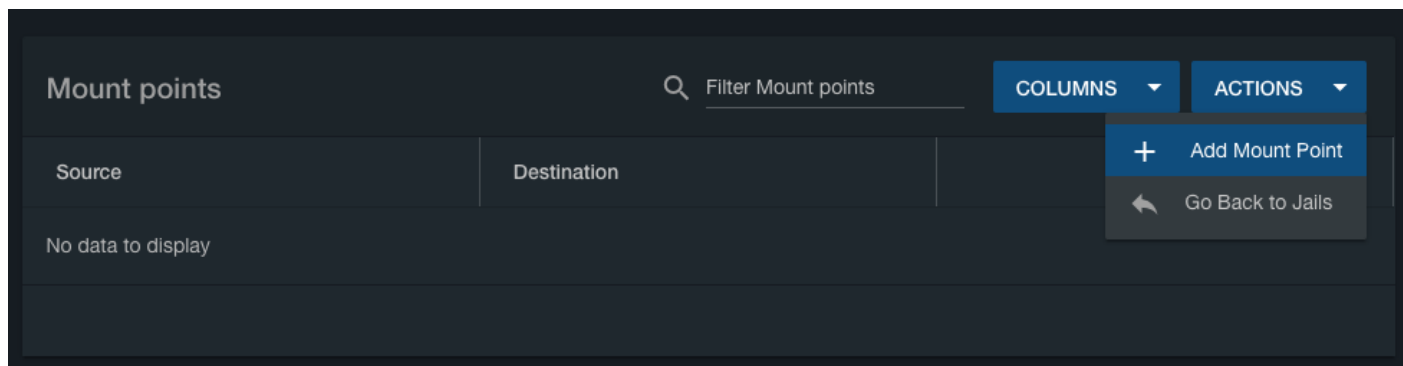 Mount points
Filter Mount points
COLUMNS
ACTIONS
Add Mount Point
Go Back to Jails
Source
Destination
No data to display